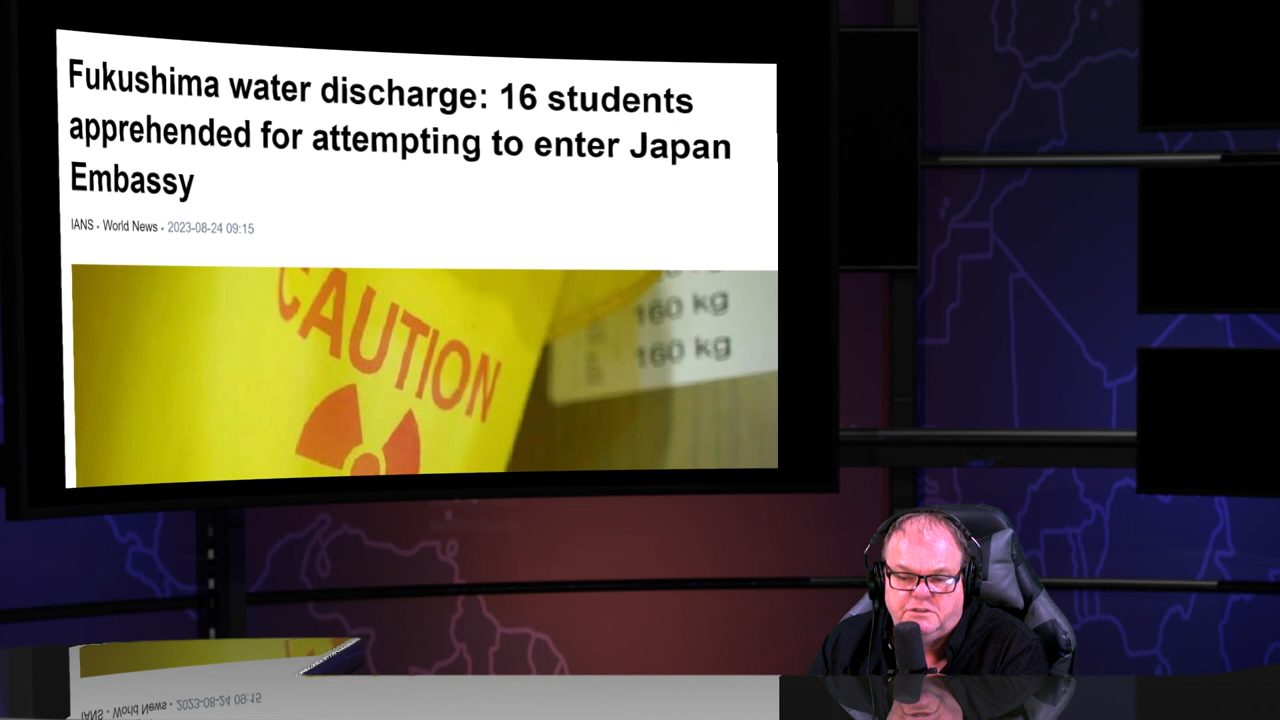 Fukushima water discharge: 16 students
apprehended for attempting to enter Japan
Embassy
IANS • World News • 2023-08-24 09:15
CAUTION
160 kg
160 kg
IANS • World News • 2023-08-24 09:15